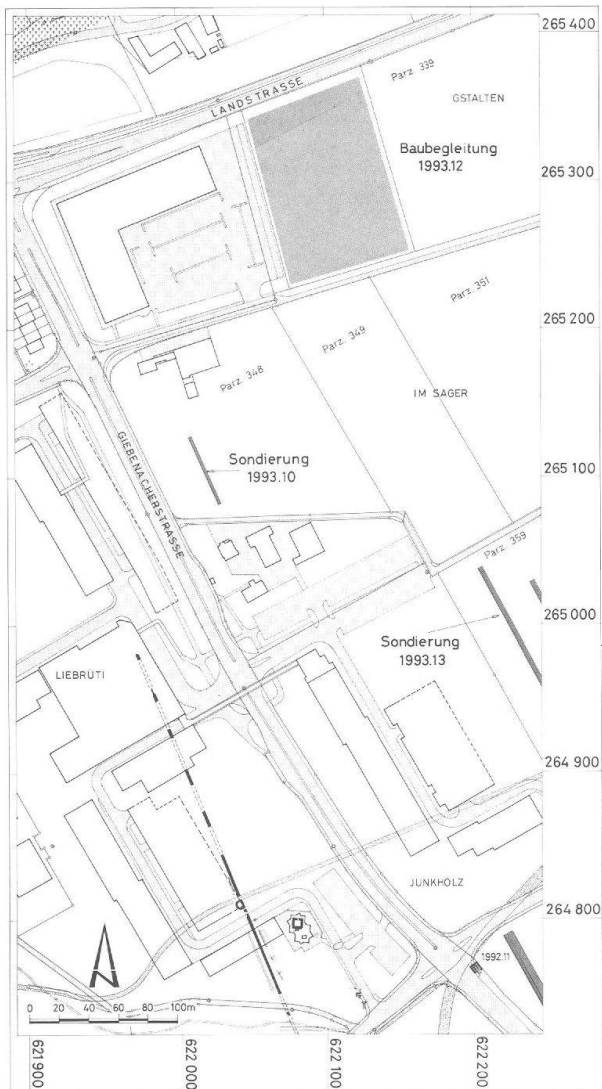 265 400
Parz. 339
GSTALTEN
LANDSTRASSE
Baubegleitung
1993.12
265 300
Parz. 351
265 200
Parz. 349
Parz. 348
IM SAGER
GIEBENACHERSTRASSE
Sondierung
1993.10
265 100
Parz. 359
265 000
Sondierung
1993.13
LIEBRÜTI
264 900
JUNKHOLZ
264 800
1992.11
N
0 20 40 60 80 100m
621 900
622 000
622 100
622 200